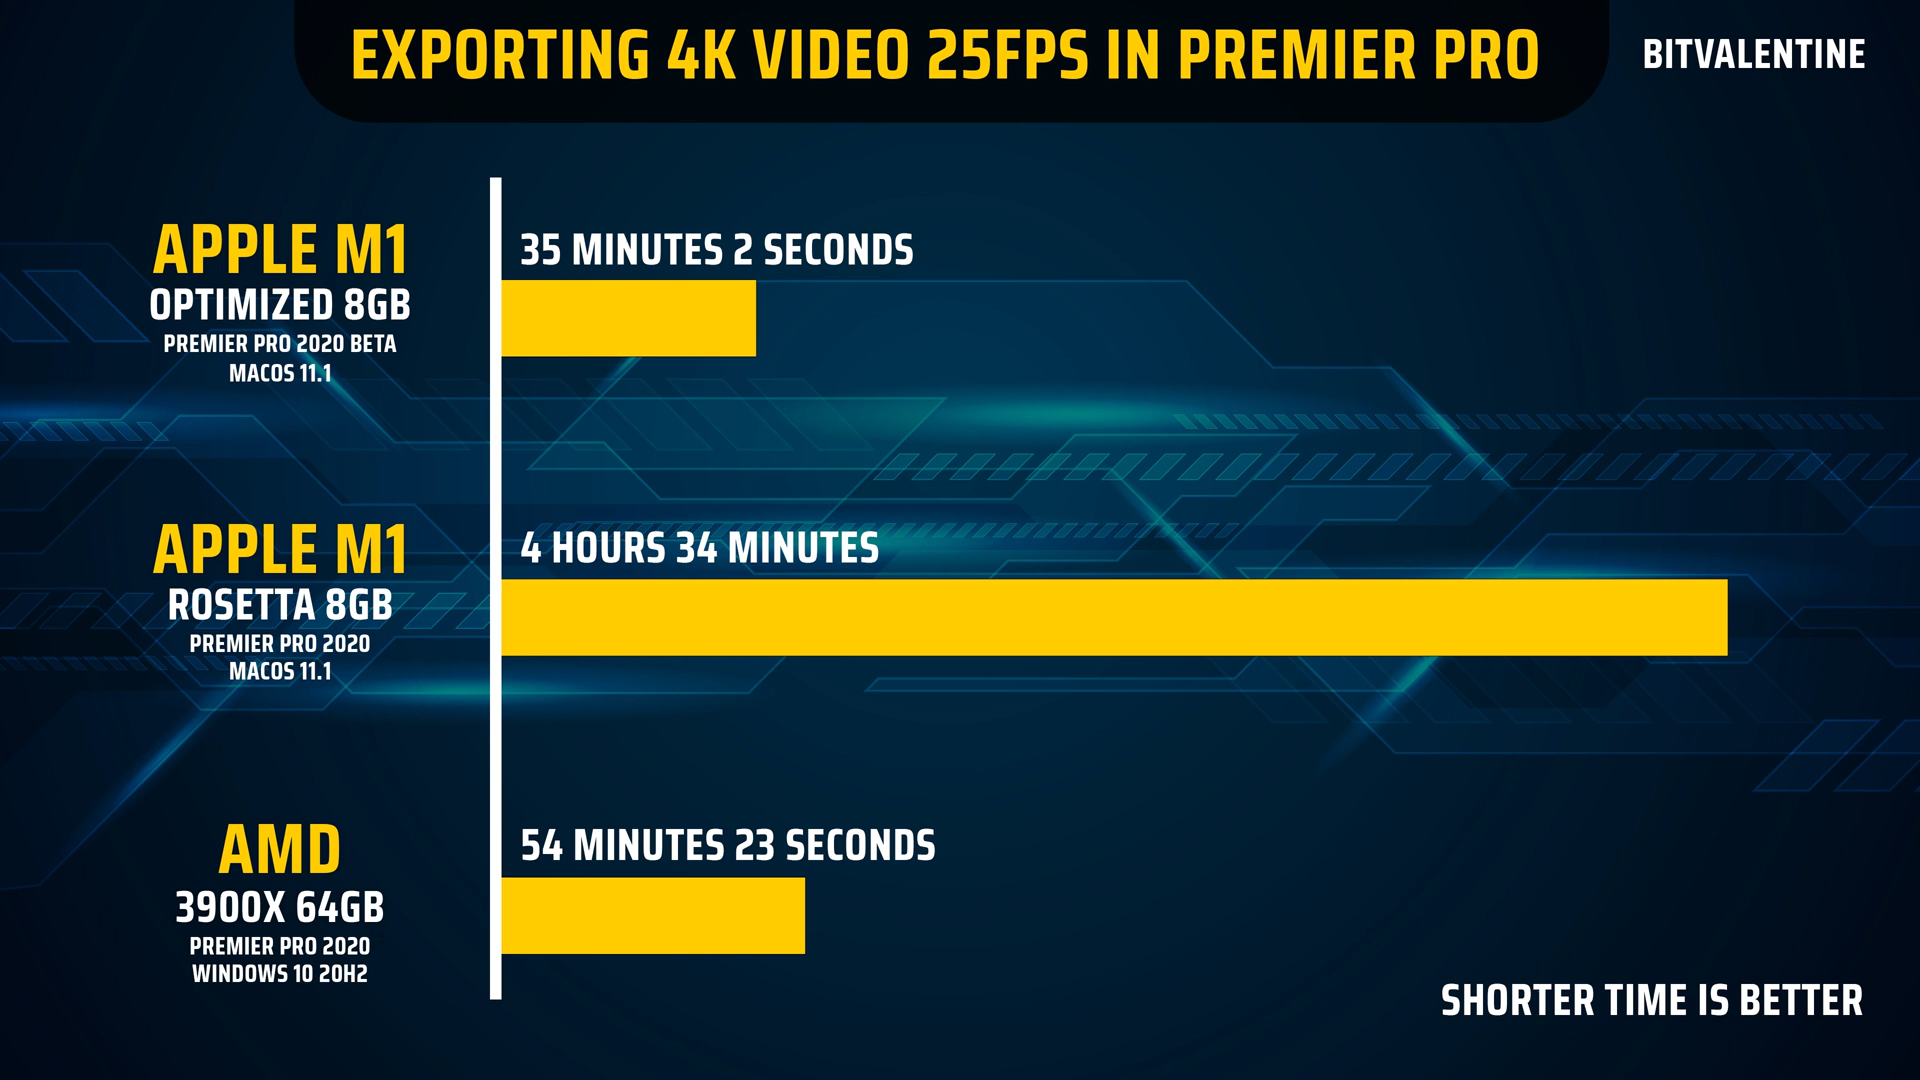 EXPORTING 4K VIDEO 25FPS IN PREMIER PRO
BITVALENTINE
APPLE M1
OPTIMIZED 8GB
PREMIER PRO 2020 BETA
MACOS 11.1
35 MINUTES 2 SECONDS
APPLE M1
ROSETTA 8GB
PREMIER PRO 2020
MACOS 11.1
4 HOURS 34 MINUTES
AMD
3900X 64GB
PREMIER PRO 2020
WINDOWS 10 20H2
54 MINUTES 23 SECONDS
SHORTER TIME IS BETTER